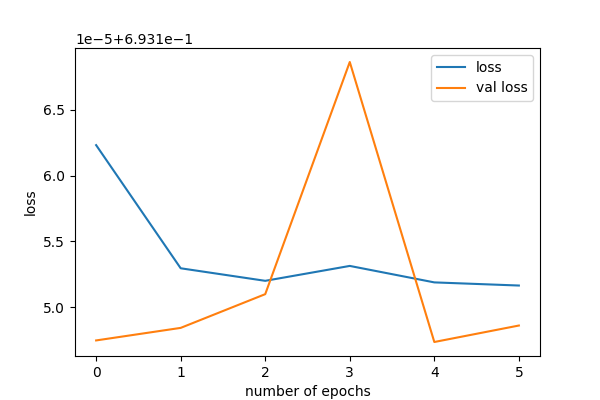 1e−5+6.931e−1
loss
val loss
6.5
6.0
5.5
5.0
loss
0 1 2 3 4 5
number of epochs